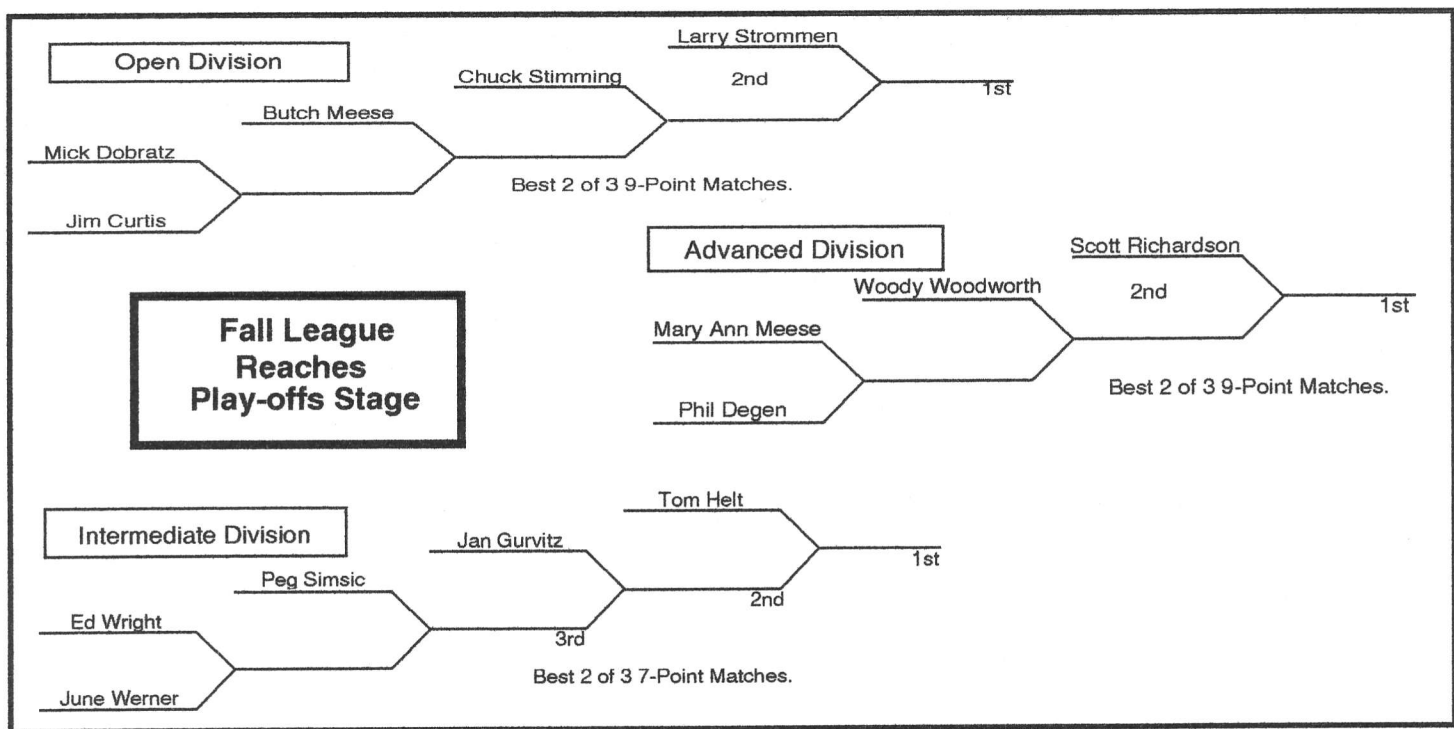 Open Division
Larry Strommen
2nd
1st
Chuck Stimming
Butch Meese
Mick Dobratz
Jim Curtis
Best 2 of 3 9-Point Matches.
Advanced Division
Scott Richardson
2nd
1st
Woody Woodworth
Mary Ann Meese
Phil Degen
Best 2 of 3 9-Point Matches.
Fall League
Reaches
Play-offs Stage
Intermediate Division
Tom Helt
1st
Jan Gurvitz
2nd
Peg Simsic
3rd
Ed Wright
June Werner
Best 2 of 3 7-Point Matches.